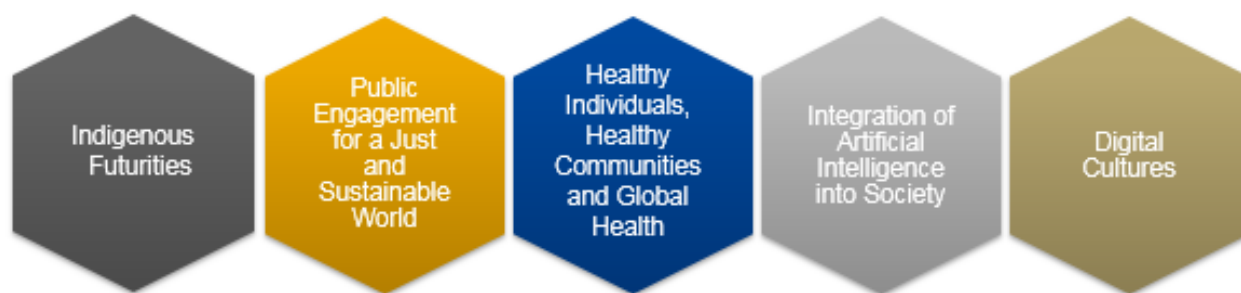 Indigenous
Futurities
Public
Engagement
for a Just
and
Sustainable
World
Healthy
Individuals,
Healthy
Communities
and Global
Health
Integration of
Artificial
Intelligence
into Society
Digital
Cultures